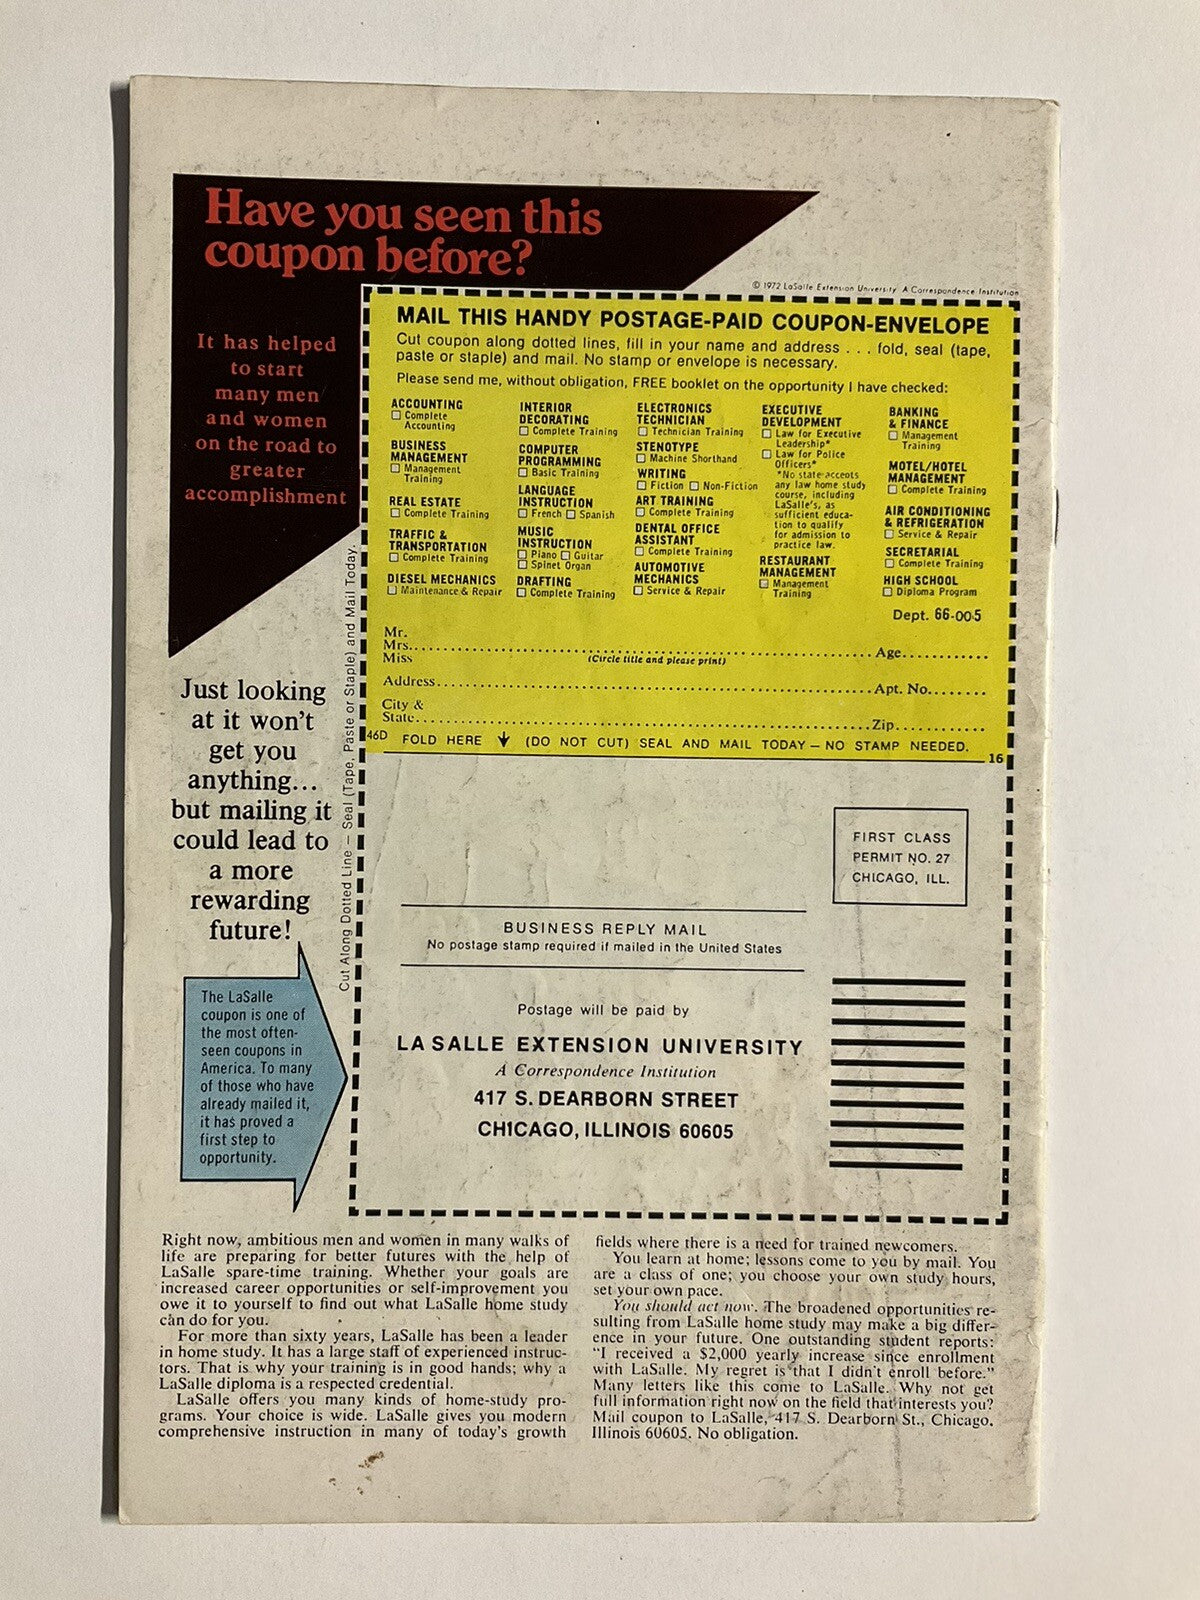 Have you seen this
coupon before?
It has helped
to start
many men
and women
on the road to
greater
accomplishment
© 1972 LaSalle Extension University A Correspondence Institution
MAIL THIS HANDY POSTAGE-PAID COUPON-ENVELOPE
Cut coupon along dotted lines, fill in your name and address . . . fold, seal (tape,
paste or staple) and mail. No stamp or envelope is necessary.
Please send me, without obligation, FREE booklet on the opportunity I have checked:
ACCOUNTING
☐ Complete
Accounting
BUSINESS
MANAGEMENT
☐ Management
Training
REAL ESTATE
☐ Complete Training
TRAFFIC &
TRANSPORTATION
☐ Complete Training
DIESEL MECHANICS
☐ Maintenance & Repair
INTERIOR
DECORATING
☐ Complete Training
COMPUTER
PROGRAMMING
☐ Basic Training
LANGUAGE
INSTRUCTION
☐ French ☐ Spanish
MUSIC
INSTRUCTION
☐ Piano ☐ Guitar
☐ Spinet Organ
DRAFTING
☐ Complete Training
ELECTRONICS
TECHNICIAN
☐ Technician Training
STENOTYPE
☐ Machine Shorthand
WRITING
☐ Fiction ☐ Non-Fiction
ART TRAINING
☐ Complete Training
DENTAL OFFICE
ASSISTANT
☐ Complete Training
AUTOMOTIVE
MECHANICS
☐ Service & Repair
EXECUTIVE
DEVELOPMENT
☐ Law for Executive
Leadership*
☐ Law for Police
Officers*
*No state accepts
any law home study
course, including
LaSalle's, as
sufficient educa-
tion to qualify
for admission to
practice law.
RESTAURANT
MANAGEMENT
☐ Management
Training
BANKING
& FINANCE
☐ Management
Training
MOTEL/HOTEL
MANAGEMENT
☐ Complete Training
AIR CONDITIONING
& REFRIGERATION
☐ Service & Repair
SECRETARIAL
☐ Complete Training
HIGH SCHOOL
☐ Diploma Program
Dept. 66-005
Mr.
Mrs. Age
Miss (Circle title and please print)
Address Apt. No.
City &
State Zip
46D FOLD HERE ↓ (DO NOT CUT) SEAL AND MAIL TODAY — NO STAMP NEEDED.
16
Cut Along Dotted Line — Seal (Tape, Paste or Staple) and Mail Today.
Just looking
at it won't
get you
anything...
but mailing it
could lead to
a more
rewarding
future!
The LaSalle
coupon is one of
the most often-
seen coupons in
America. To many
of those who have
already mailed it,
it has proved a
first step to
opportunity.
FIRST CLASS
PERMIT NO. 27
CHICAGO, ILL.
BUSINESS REPLY MAIL
No postage stamp required if mailed in the United States
Postage will be paid by
LA SALLE EXTENSION UNIVERSITY
A Correspondence Institution
417 S. DEARBORN STREET
CHICAGO, ILLINOIS 60605
Right now, ambitious men and women in many walks of
life are preparing for better futures with the help of
LaSalle spare-time training. Whether your goals are
increased career opportunities or self-improvement you
owe it to yourself to find out what LaSalle home study
can do for you.
For more than sixty years, LaSalle has been a leader
in home study. It has a large staff of experienced instruc-
tors. That is why your training is in good hands; why a
LaSalle diploma is a respected credential.
LaSalle offers you many kinds of home-study pro-
grams. Your choice is wide. LaSalle gives you modern
comprehensive instruction in many of today's growth
fields where there is a need for trained newcomers.
You learn at home; lessons come to you by mail. You
are a class of one; you choose your own study hours,
set your own pace.
You should act now. The broadened opportunities re-
sulting from LaSalle home study may make a big differ-
ence in your future. One outstanding student reports:
"I received a $2,000 yearly increase since enrollment
with LaSalle. My regret is that I didn't enroll before."
Many letters like this come to LaSalle. Why not get
full information right now on the field that interests you?
Mail coupon to LaSalle, 417 S. Dearborn St., Chicago,
Illinois 60605. No obligation.